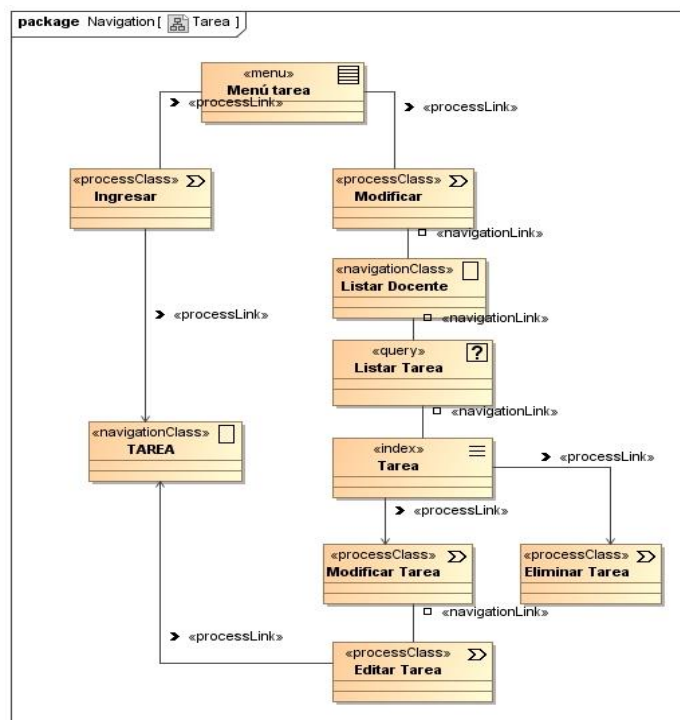 package Navigation [ Tarea ]
«menu»
Menú tarea
«processLink»
«processLink»
«processClass»
Ingresar
«processClass»
Modificar
«navigationLink»
«navigationClass»
Listar Docente
«processLink»
«navigationLink»
«query»
Listar Tarea
?
«navigationLink»
«navigationClass»
TAREA
«index»
Tarea
«processLink»
«processLink»
«processClass»
Modificar Tarea
«processClass»
Eliminar Tarea
«navigationLink»
«processLink»
«processClass»
Editar Tarea